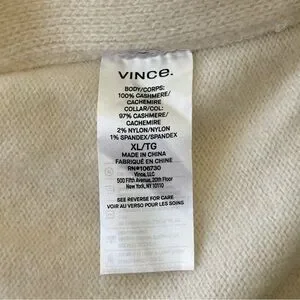 VINCE.
BODY/CORPS:
100% CASHMERE/
CACHEMIRE
COLLAR/COL:
97% CASHMERE/
CACHEMIRE
2% NYLON/NYLON
1% SPANDEX/SPANDEX
XL/TG
MADE IN CHINA
FABRIQUÉ EN CHINE
RN#106730
Vince, LLC
500 Fifth Avenue, 20th Floor
New York, NY 10110
SEE REVERSE FOR CARE
VOIR AU VERSO POUR LES SOINS